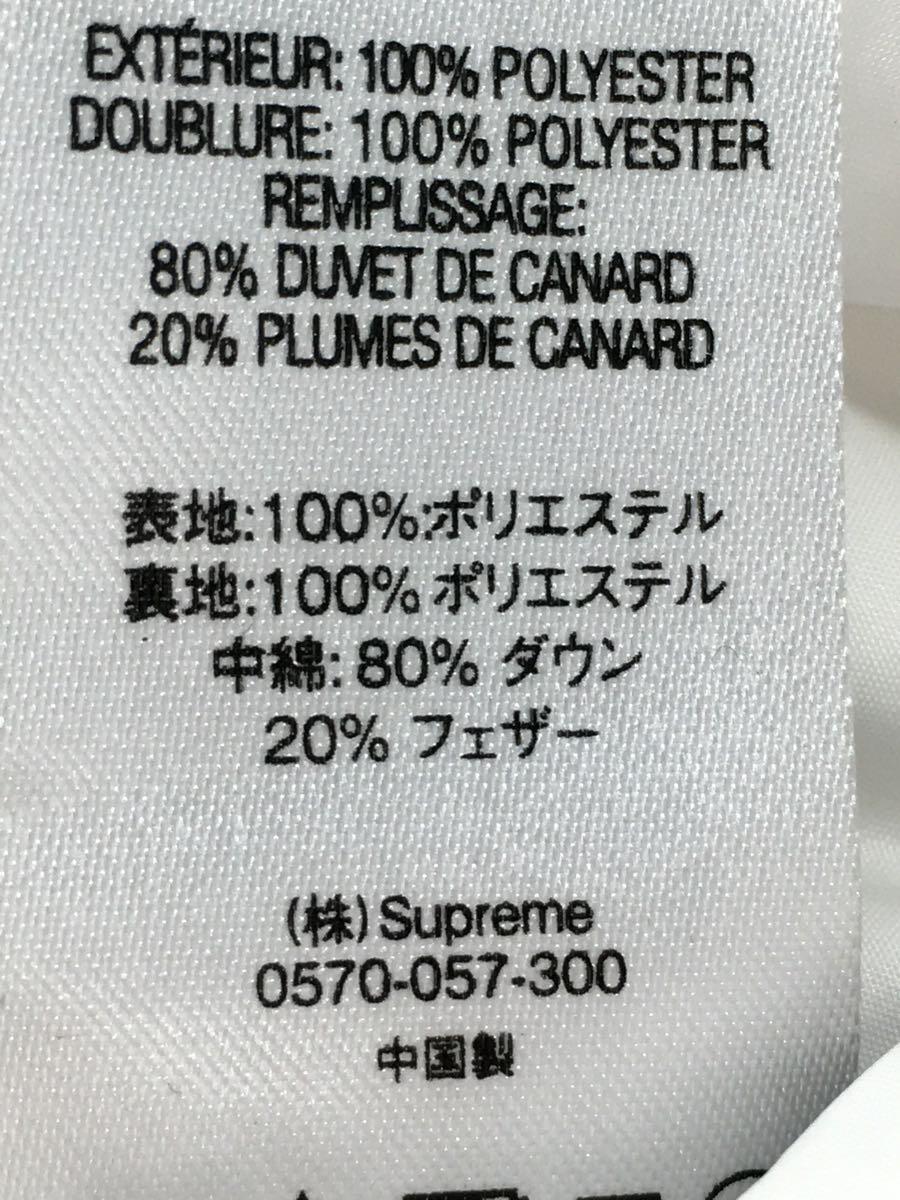 EXTÉRIEUR: 100% POLYESTER
DOUBLURE: 100% POLYESTER
REMPLISSAGE:
80% DUVET DE CANARD
20% PLUMES DE CANARD
表地:100%:ポリエステル
裏地:100%ポリエステル
中綿: 80% ダウン
20% フェザー
(株) Supreme
0570-057-300
中国製